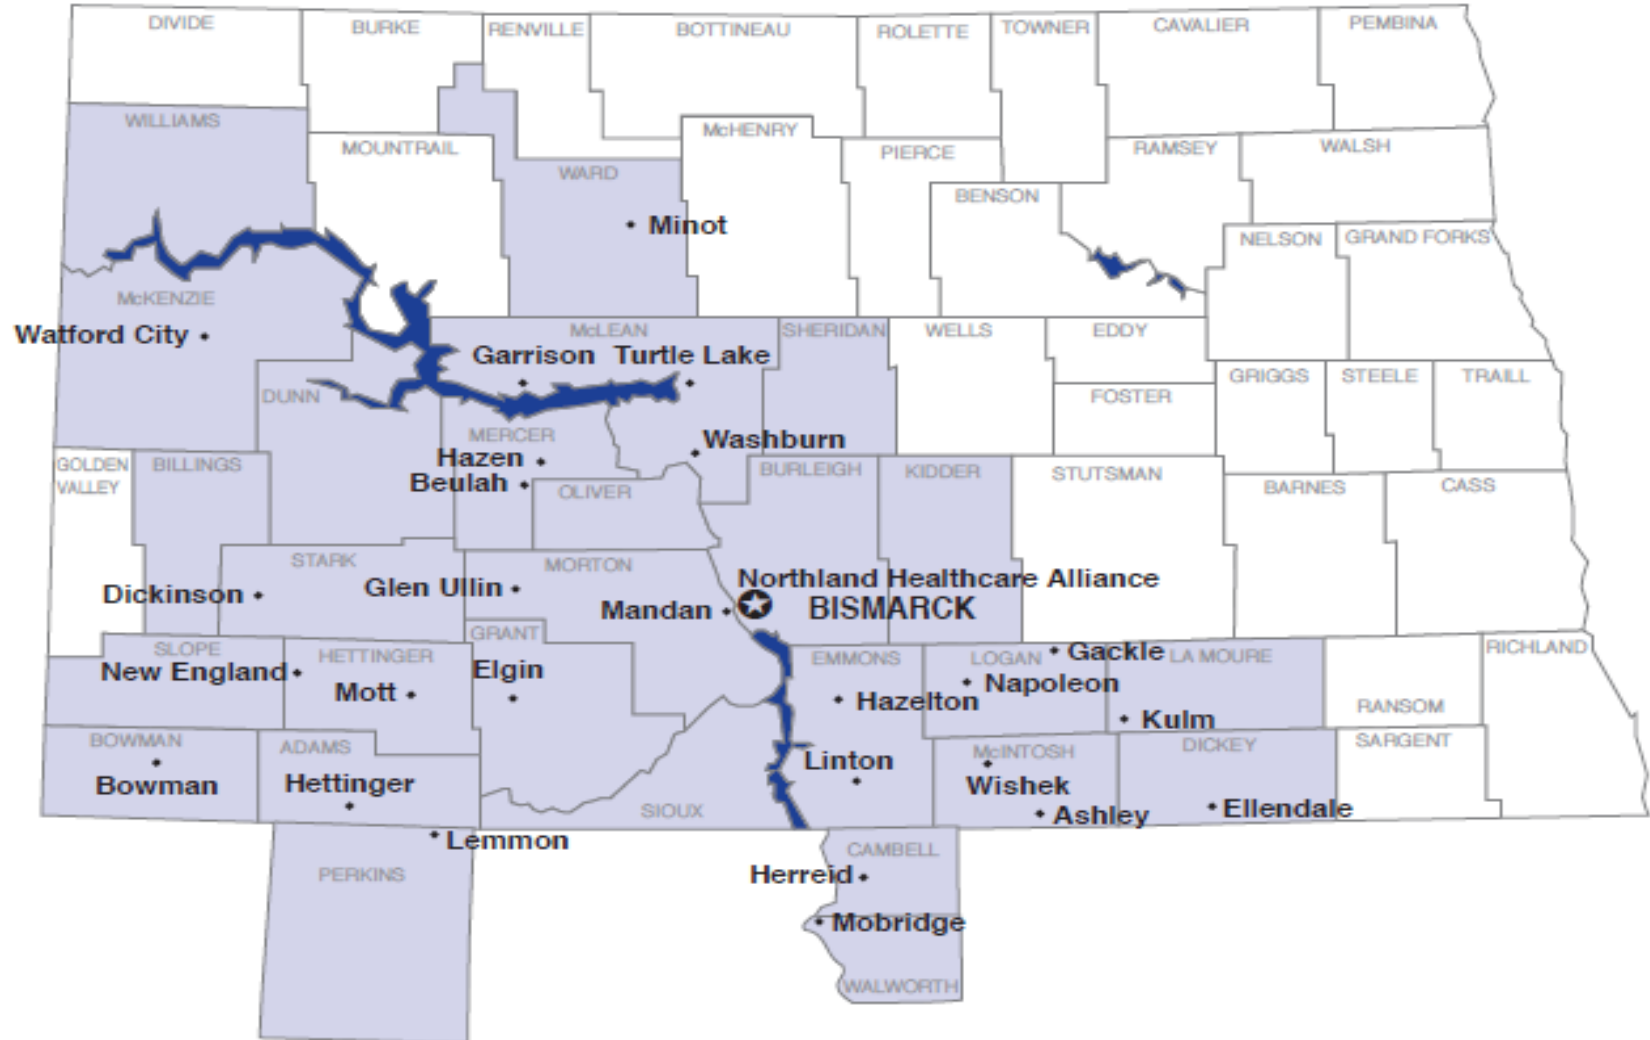 DIVIDE
BURKE
RENVILLE
BOTTINEAU
ROLETTE
TOWNER
CAVALIER
PEMBINA
WILLIAMS
MOUNTRAIL
WARD
McHENRY
PIERCE
BENSON
RAMSEY
WALSH
Minot
NELSON
GRAND FORKS
McKENZIE
Watford City
McLEAN
SHERIDAN
WELLS
EDDY
Garrison
Turtle Lake
GRIGGS
STEELE
TRAILL
DUNN
FOSTER
MERCER
Washburn
Hazen
Beulah
GOLDEN
VALLEY
BILLINGS
OLIVER
BURLEIGH
KIDDER
STUTSMAN
BARNES
CASS
STARK
MORTON
Dickinson
Glen Ullin
Mandan
Northland Healthcare Alliance
BISMARCK
GRANT
SLOPE
New England
HETTINGER
Mott
Elgin
EMMONS
LOGAN
Gackle
LA MOURE
RICHLAND
Napoleon
Hazelton
Kulm
RANSOM
BOWMAN
Bowman
ADAMS
Hettinger
Linton
McINTOSH
Wishek
DICKEY
SARGENT
SIOUX
Ashley
Ellendale
Lemmon
PERKINS
CAMBELL
Herreid
Mobridge
WALWORTH